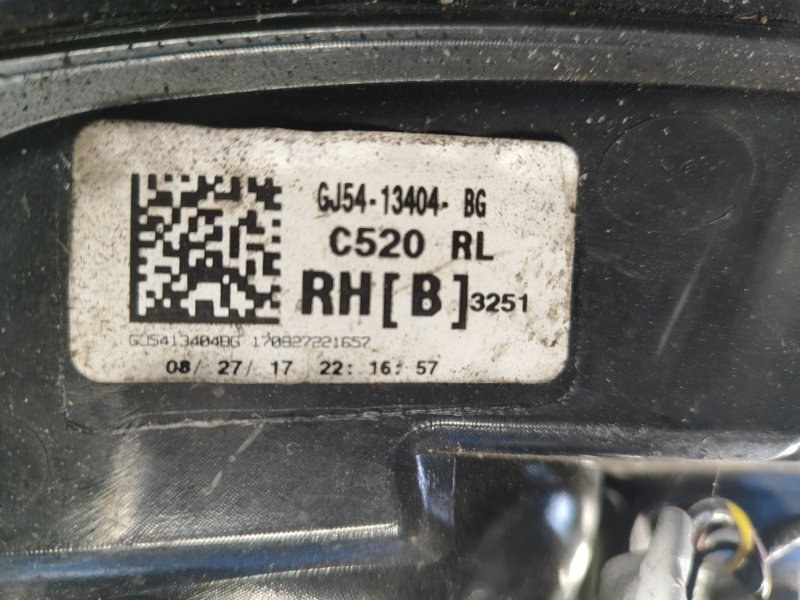 GJ54-13404- BG
C520 RL
RH[B]3251
GJ5413404BG 170827221657
08/ 27/ 17 22: 16: 57